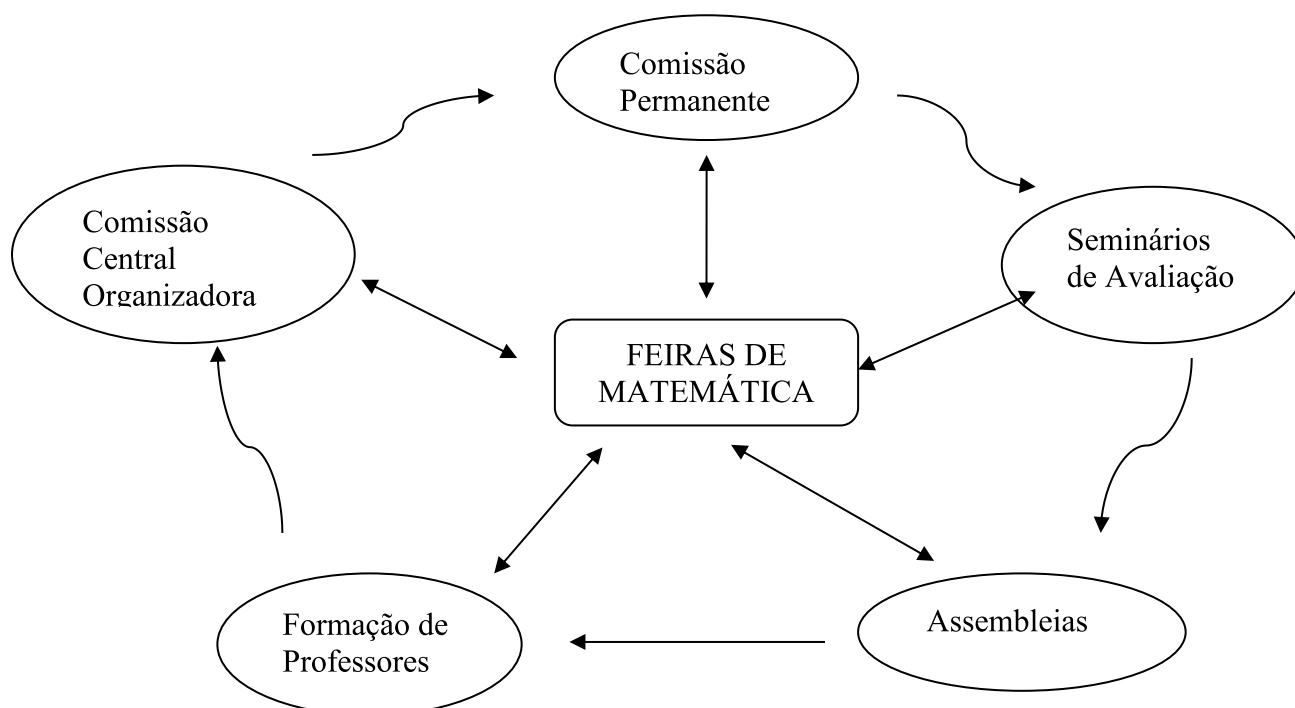 Comissão
Permanente
Comissão
Central
Organizadora
Seminários
de Avaliação
FEIRAS DE
MATEMÁTICA
Formação de
Professores
Assembleias